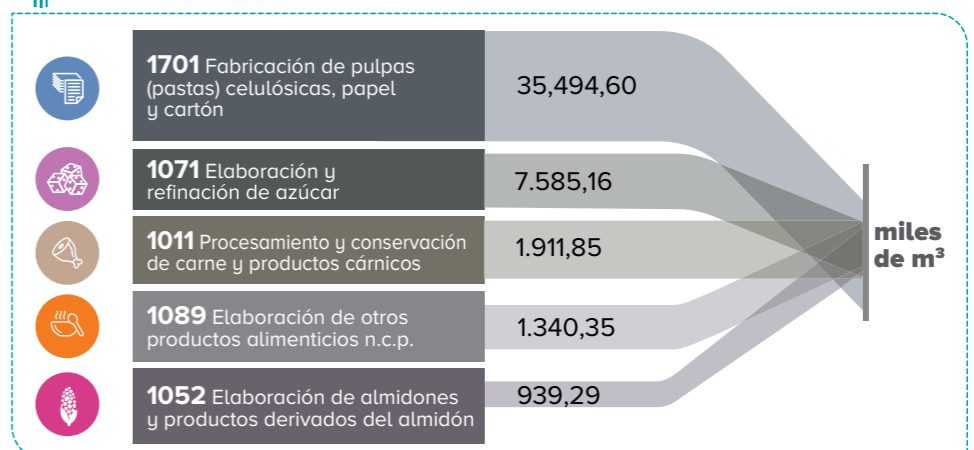 1701 Fabricación de pulpas
(pastas) celulósicas, papel
y cartón
35,494,60
1071 Elaboración y
refinación de azúcar
7.585,16
1011 Procesamiento y conservación
de carne y productos cárnicos
1.911,85
1089 Elaboración de otros
productos alimenticios n.c.p.
1.340,35
1052 Elaboración de almidones
y productos derivados del almidón
939,29
miles
de m³